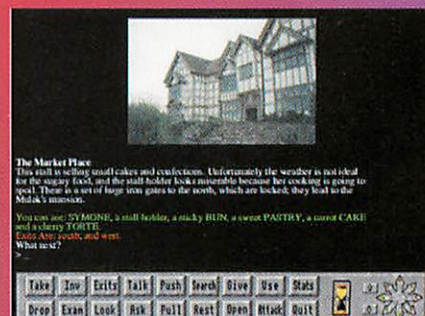 The Market Place
This stall is selling small cakes and confections. Unfortunately the weather is not ideal
for the sugary food, and the stall-holder looks miserable because her cooking is going to
spoil. There is a set of huge iron gates to the north, which are locked; they lead to the
Mulok's mansion.
You can see: SYMONE, a stall-holder, a sticky BUN, a sweet PASTRY, a carrot CAKE
and a cherry TORTE.
Exits Are: south, and west.
What next?
> _
Take Inv Exits Talk Push Search Give Use Stats
Drop Exam Look Ask Pull Rest Open Attack Quit